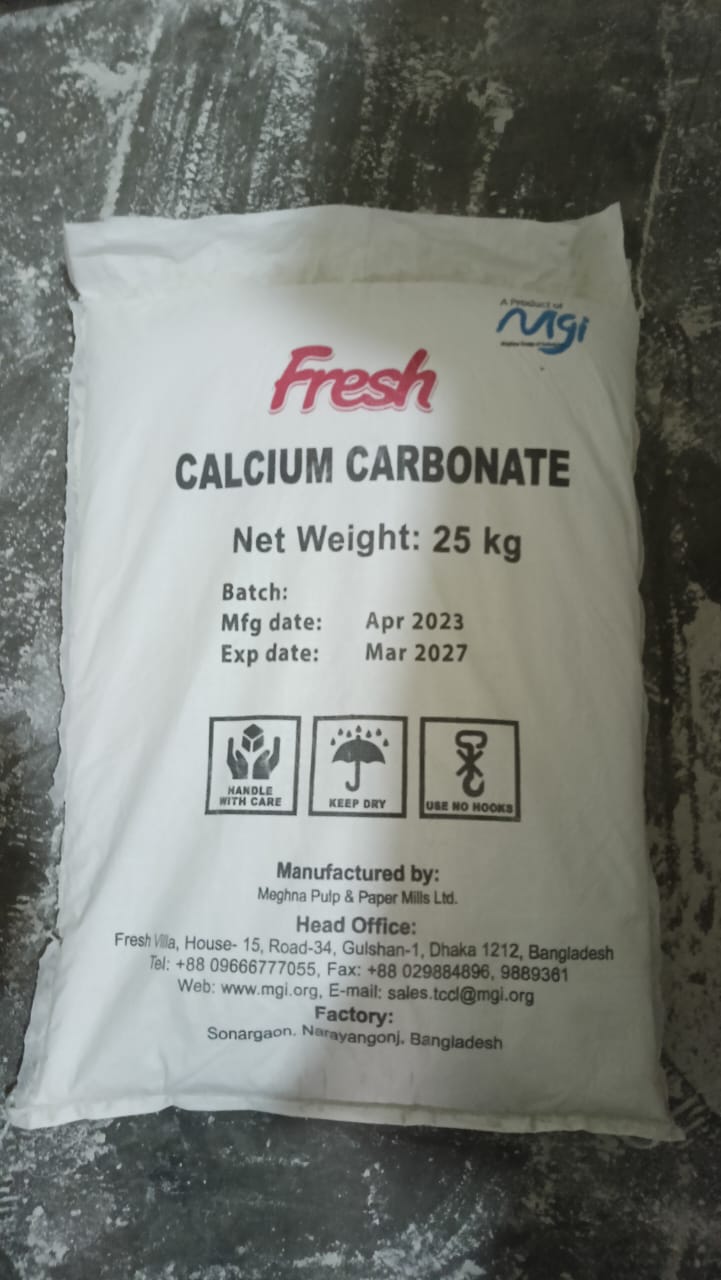 A Product of
Mgi
Fresh
CALCIUM CARBONATE
Net Weight: 25 kg
Batch:
Mfg date: Apr 2023
Exp date: Mar 2027
HANDLE WITH CARE
KEEP DRY
USE NO HOOKS
Manufactured by:
Meghna Pulp & Paper Mills Ltd.
Head Office:
Fresh Villa, House- 15, Road-34, Gulshan-1, Dhaka 1212, Bangladesh
Tel: +88 09666777055, Fax: +88 029884896, 9889361
Web: www.mgi.org, E-mail: sales.tccl@mgi.org
Factory:
Sonargaon, Narayangonj, Bangladesh